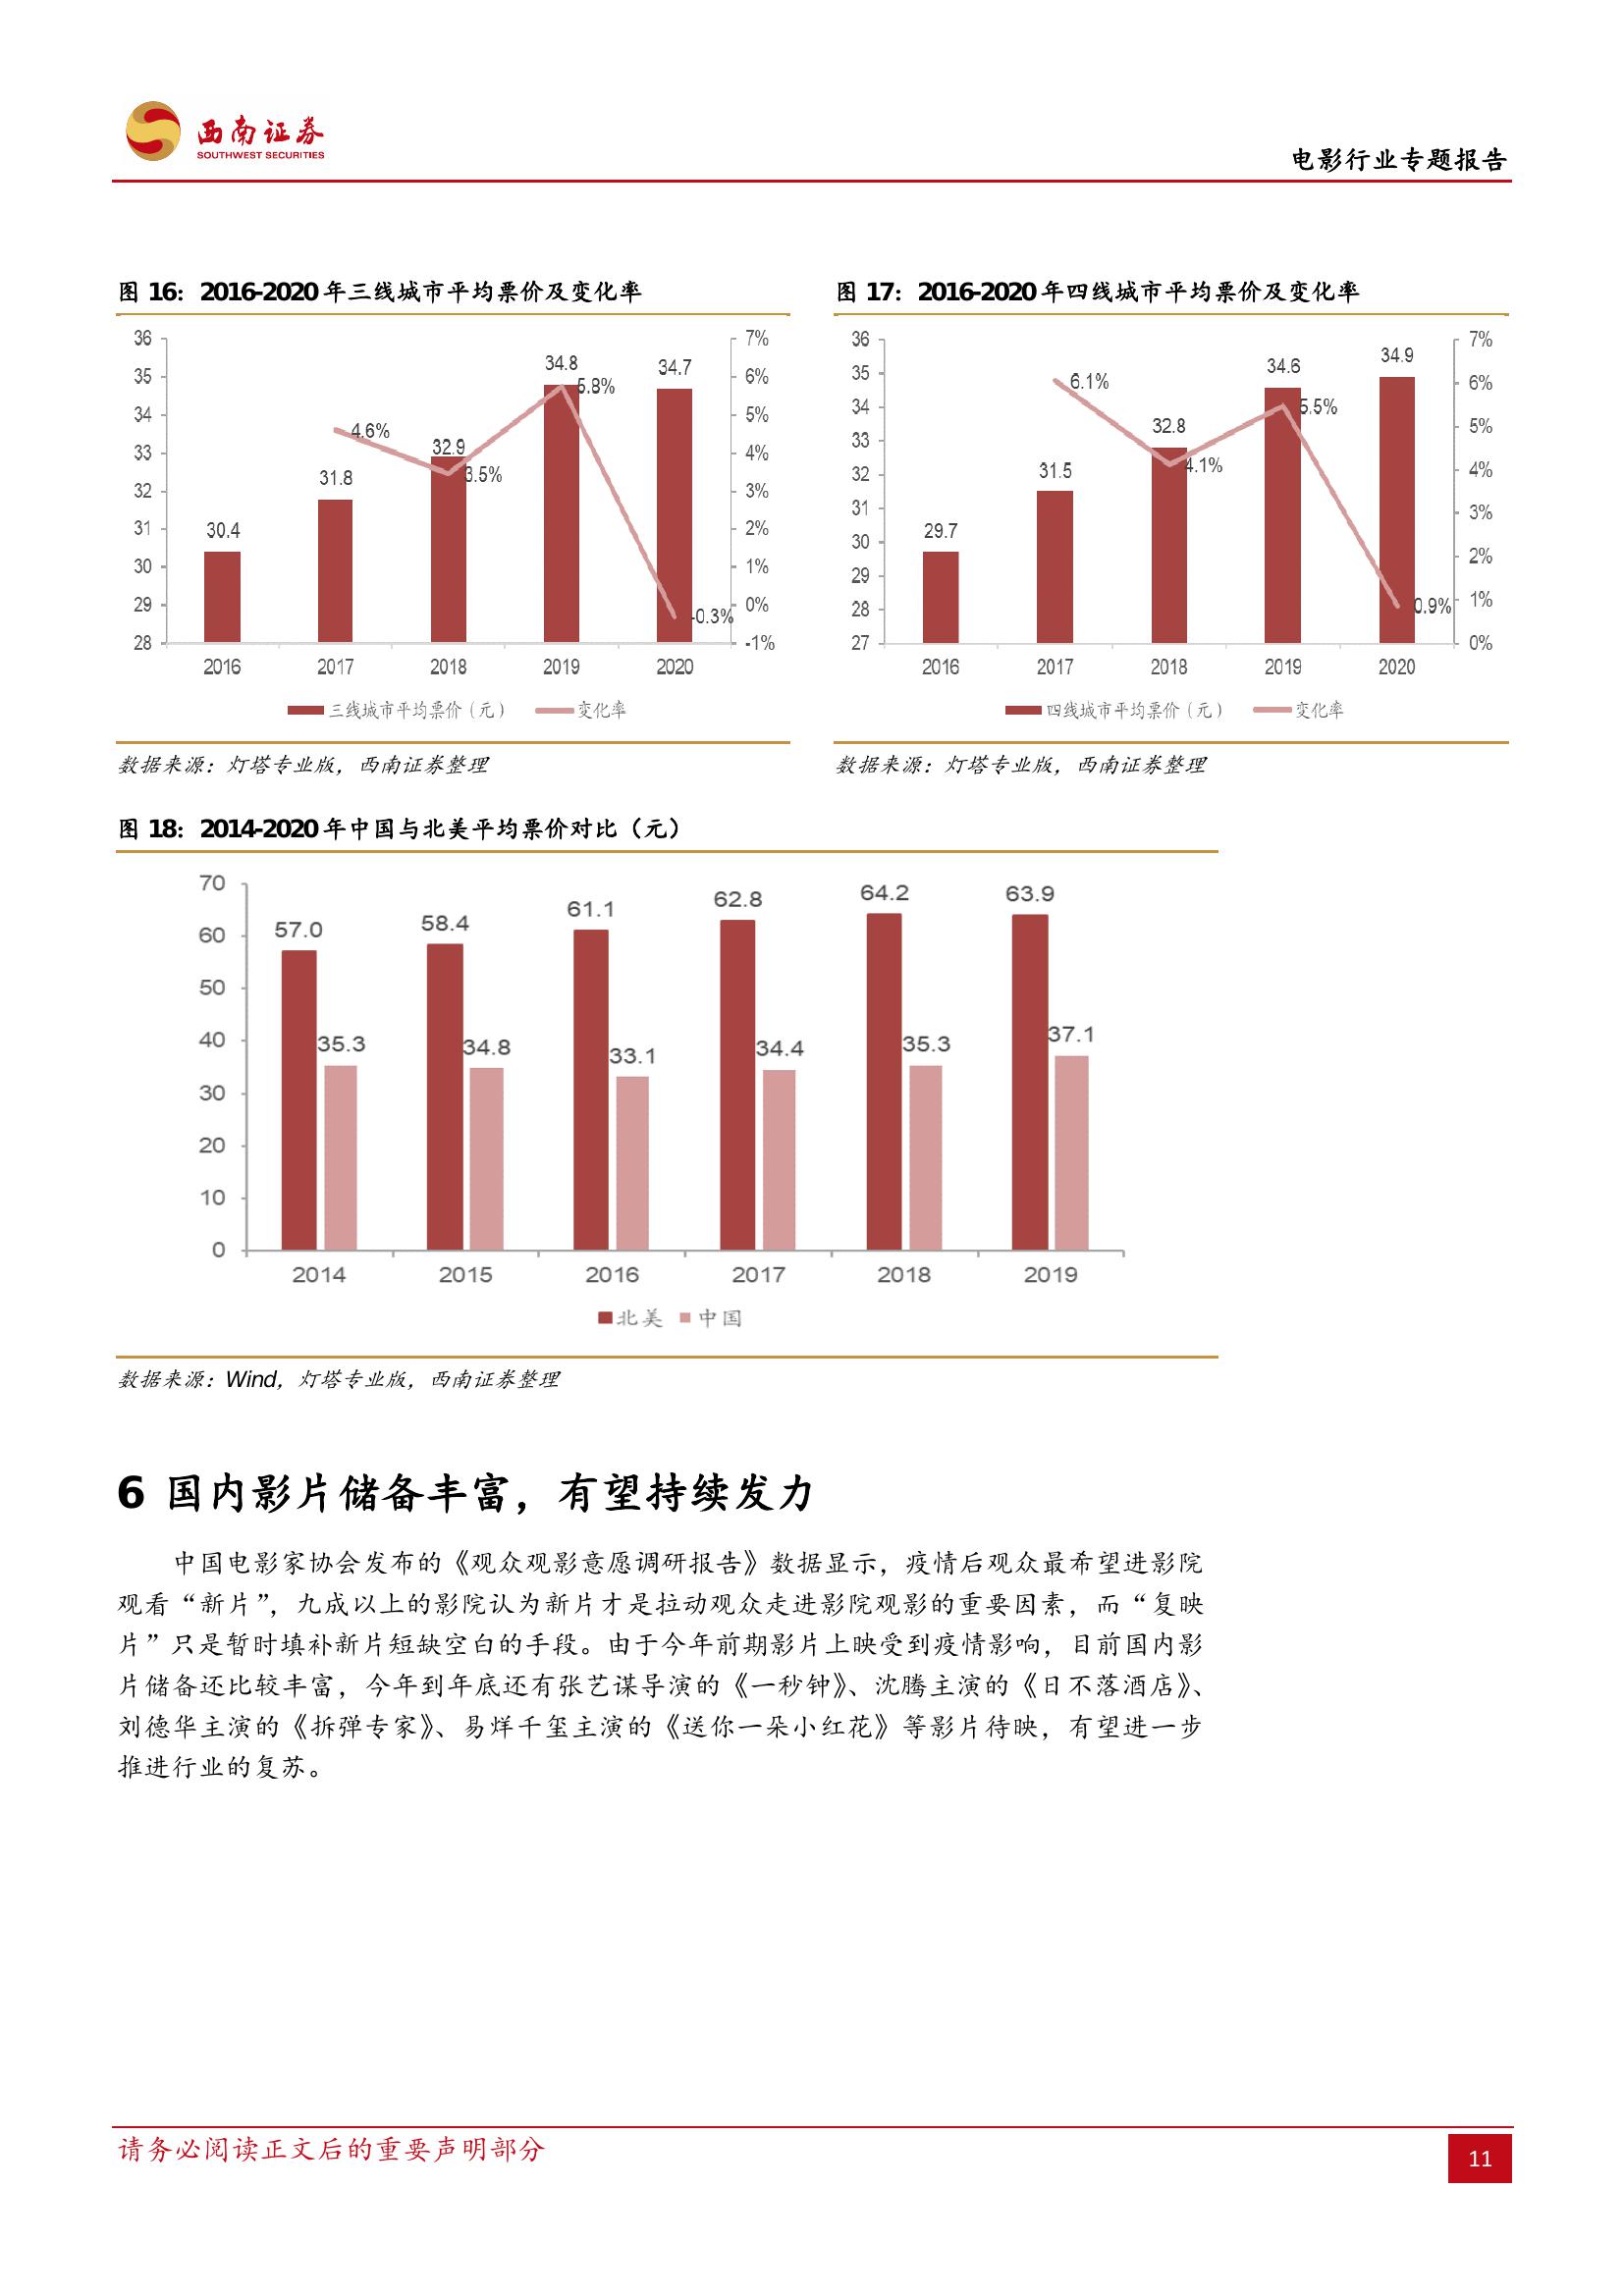 西南证券
SOUTHWEST SECURITIES
电影行业专题报告
图 16：2016-2020 年三线城市平均票价及变化率
36
35
34
33
32
31
30
29
28
7%
6%
5%
4%
3%
2%
1%
0%
-1%
30.4
31.8
32.9
34.8
34.7
4.6%
3.5%
5.8%
-0.3%
2016 2017 2018 2019 2020
三线城市平均票价（元） 变化率
数据来源：灯塔专业版，西南证券整理
图 17：2016-2020 年四线城市平均票价及变化率
36
35
34
33
32
31
30
29
28
27
7%
6%
5%
4%
3%
2%
1%
0%
29.7
31.5
32.8
34.6
34.9
6.1%
4.1%
5.5%
0.9%
2016 2017 2018 2019 2020
四线城市平均票价（元） 变化率
数据来源：灯塔专业版，西南证券整理
图 18：2014-2020 年中国与北美平均票价对比（元）
70
60
50
40
30
20
10
0
57.0 58.4 61.1 62.8 64.2 63.9
35.3 34.8 33.1 34.4 35.3 37.1
2014 2015 2016 2017 2018 2019
北美 中国
数据来源：Wind，灯塔专业版，西南证券整理
6 国内影片储备丰富，有望持续发力
中国电影家协会发布的《观众观影意愿调研报告》数据显示，疫情后观众最希望进影院
观看“新片”，九成以上的影院认为新片才是拉动观众走进影院观影的重要因素，而“复映
片”只是暂时填补新片短缺空白的手段。由于今年前期影片上映受到疫情影响，目前国内影
片储备还比较丰富，今年到年底还有张艺谋导演的《一秒钟》、沈腾主演的《日不落酒店》、
刘德华主演的《拆弹专家》、易烊千玺主演的《送你一朵小红花》等影片待映，有望进一步
推进行业的复苏。
请务必阅读正文后的重要声明部分
11